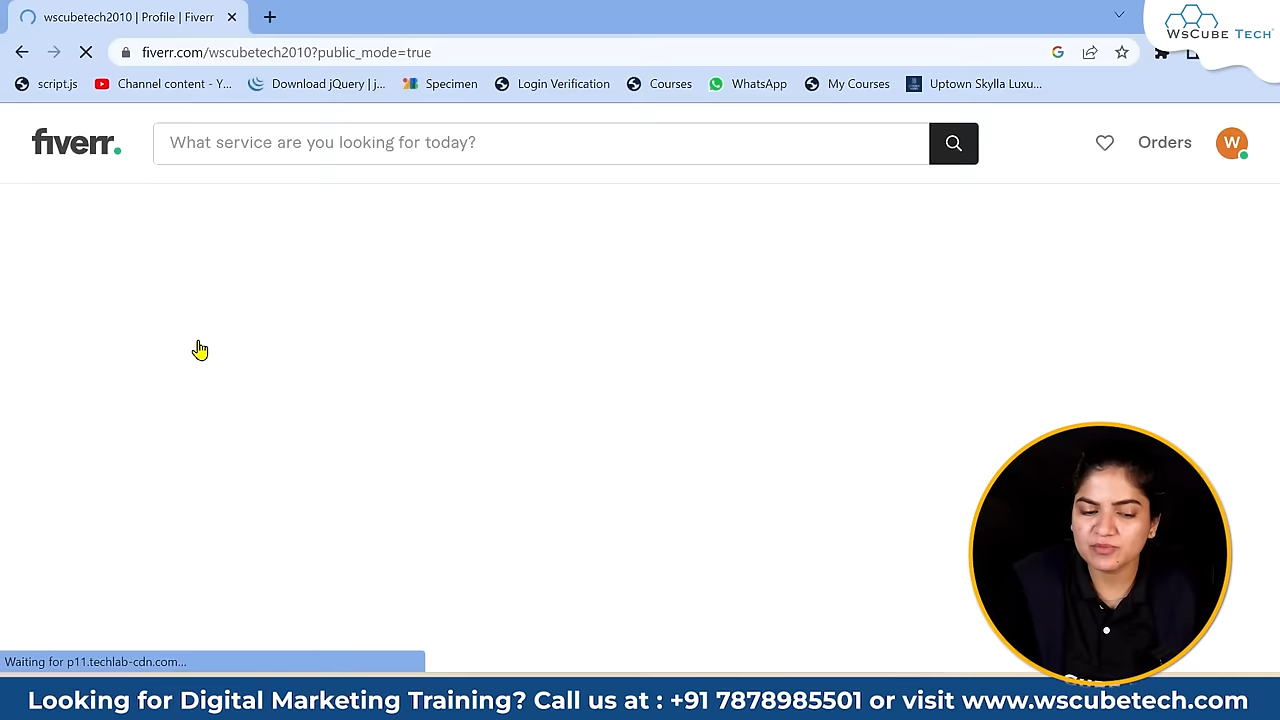 wscubetech2010 | Profile | Fiverr
WsCube Tech
fiverr.com/wscubetech2010?public_mode=true
script.js
Channel content - Y...
Download jQuery | j...
Specimen
Login Verification
Courses
WhatsApp
My Courses
Uptown Skylla Luxu...
fiverr.
What service are you looking for today?
Orders
W
Waiting for p11.techlab-cdn.com...
Looking for Digital Marketing Training? Call us at : +91 7878985501 or visit www.wscubetech.com